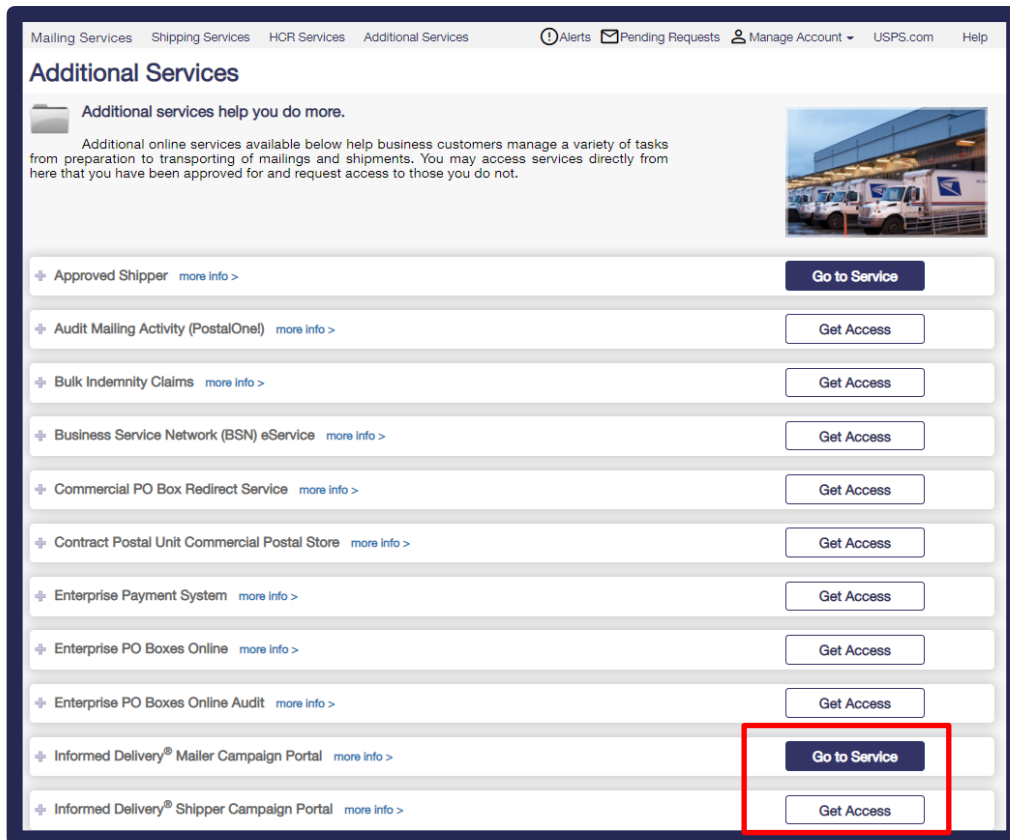 Mailing Services Shipping Services HCR Services Additional Services Alerts Pending Requests Manage Account USPS.com Help
Additional Services
Additional services help you do more.
Additional online services available below help business customers manage a variety of tasks
from preparation to transporting of mailings and shipments. You may access services directly from
here that you have been approved for and request access to those you do not.
Approved Shipper more info > Go to Service
Audit Mailing Activity (PostalOne!) more info > Get Access
Bulk Indemnity Claims more info > Get Access
Business Service Network (BSN) eService more info > Get Access
Commercial PO Box Redirect Service more info > Get Access
Contract Postal Unit Commercial Postal Store more info > Get Access
Enterprise Payment System more info > Get Access
Enterprise PO Boxes Online more info > Get Access
Enterprise PO Boxes Online Audit more info > Get Access
Informed Delivery® Mailer Campaign Portal more info > Go to Service
Informed Delivery® Shipper Campaign Portal more info > Get Access